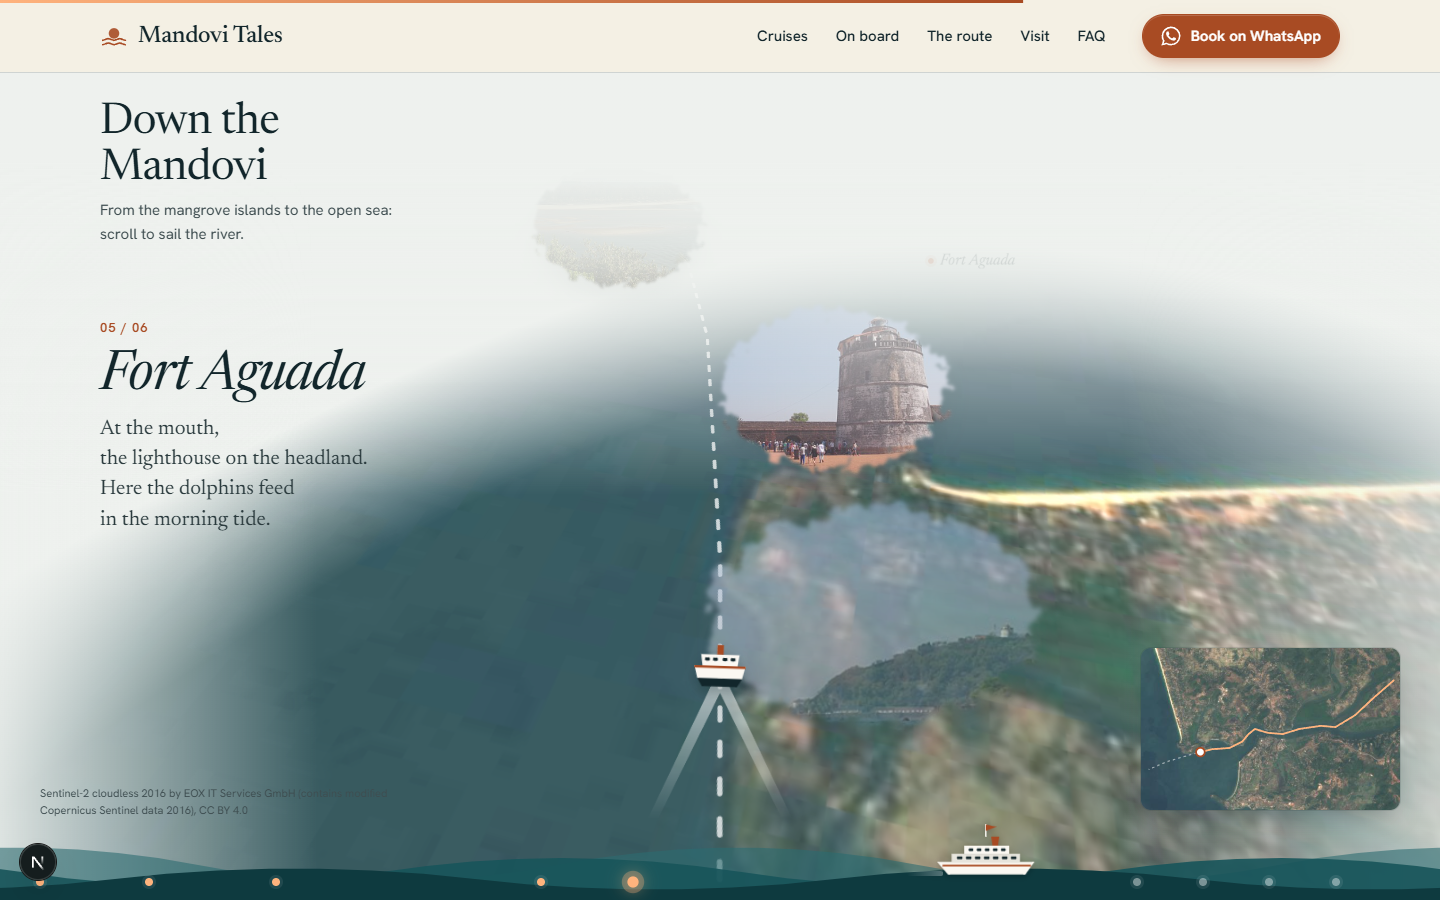 Mandovi Tales
Cruises
On board
The route
Visit
FAQ
Book on WhatsApp
Down the
Mandovi
From the mangrove islands to the open sea:
scroll to sail the river.
Fort Aguada
05 / 06
Fort Aguada
At the mouth,
the lighthouse on the headland.
Here the dolphins feed
in the morning tide.
Sentinel-2 cloudless 2016 by EOX IT Services GmbH (contains modified
Copernicus Sentinel data 2016), CC BY 4.0
N